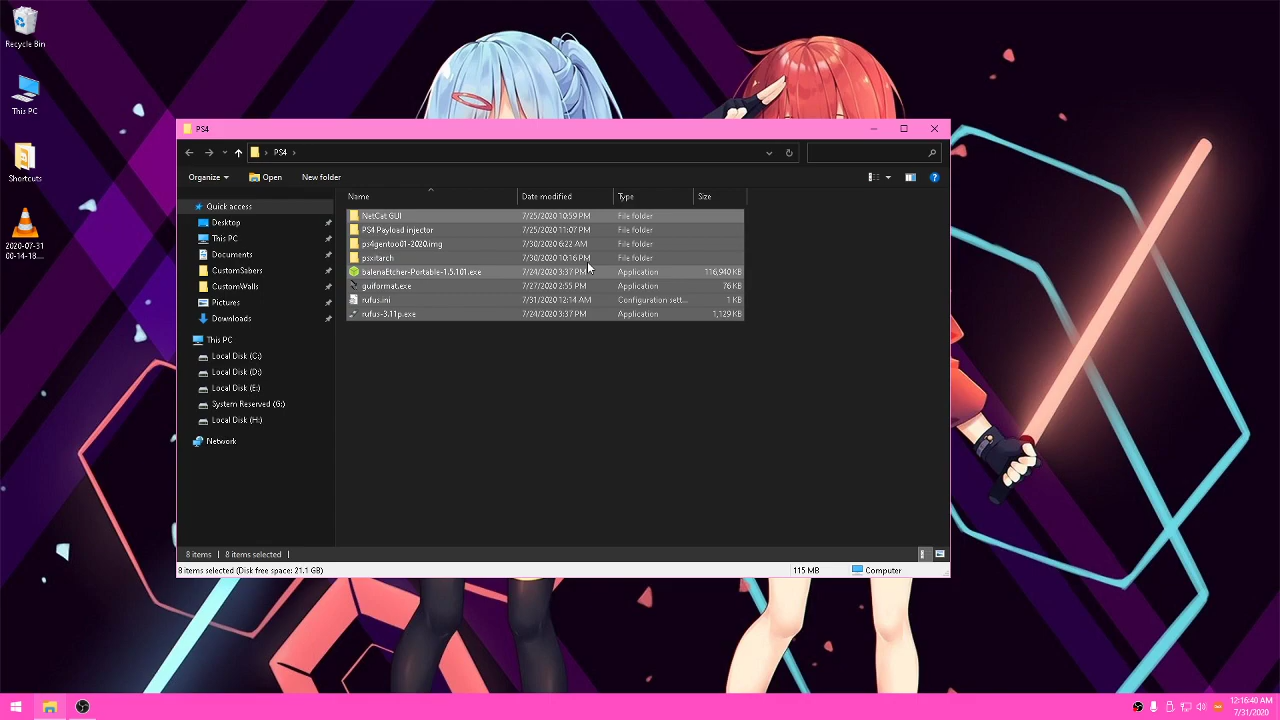 Recycle Bin
This PC
Shortcuts
2020-07-31
00-14-18....
PS4
PS4
Organize
Open
New folder
Name
Date modified
Type
Size
Quick access
Desktop
This PC
Documents
CustomSabers
CustomWalls
Pictures
Downloads
This PC
Local Disk (C:)
Local Disk (D:)
Local Disk (E:)
System Reserved (G:)
Local Disk (H:)
Network
NetCat GUI 7/25/2020 10:59 PM File folder
PS4 Payload injector 7/25/2020 11:07 PM File folder
ps4gentoo01-2020.img 7/30/2020 6:22 AM File folder
psxitarch 7/30/2020 10:16 PM File folder
balenaEtcher-Portable-1.5.101.exe 7/24/2020 3:37 PM Application 116,940 KB
guiformat.exe 7/27/2020 2:55 PM Application 76 KB
rufus.ini 7/31/2020 12:14 AM Configuration sett... 1 KB
rufus-3.11p.exe 7/24/2020 3:37 PM Application 1,129 KB
8 items 8 items selected
8 items selected (Disk free space: 21.1 GB) 115 MB Computer
12:16:40 AM
7/31/2020